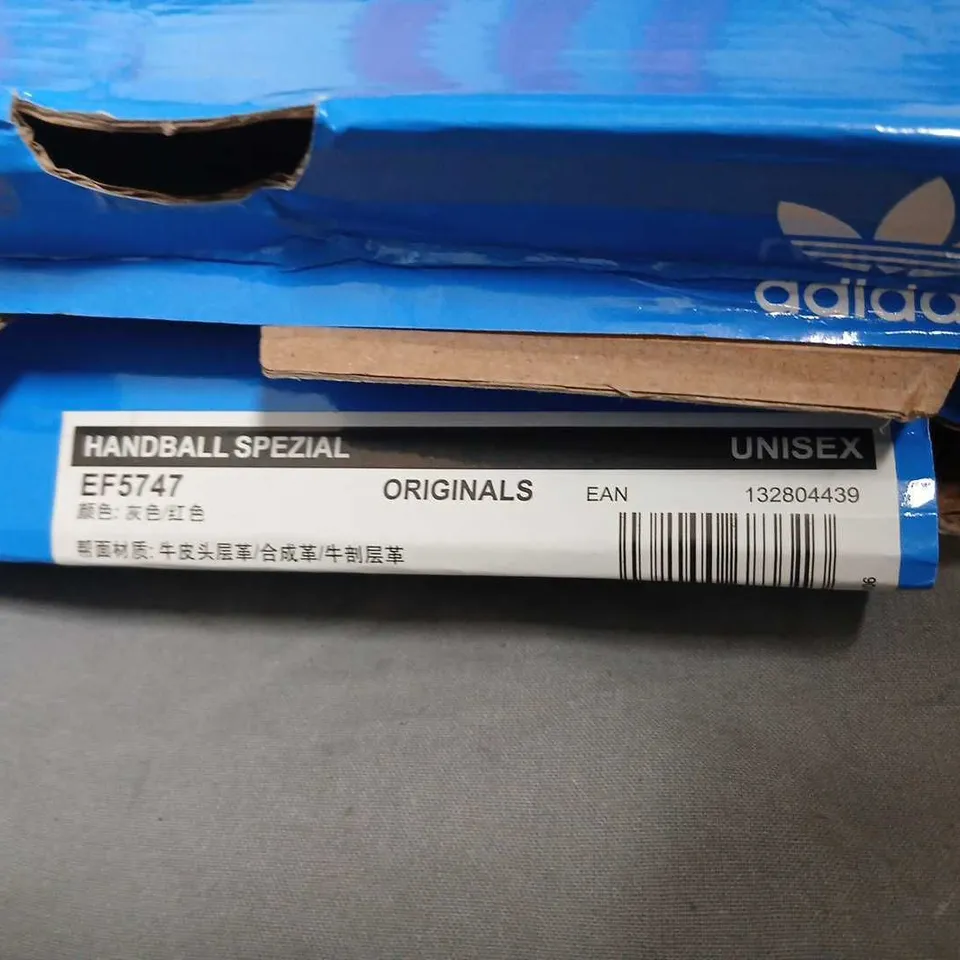 adidas
HANDBALL SPEZIAL UNISEX
EF5747 ORIGINALS EAN 132804439
颜色: 灰色/红色
帮面材质: 牛皮头层革/合成革/牛剖层革